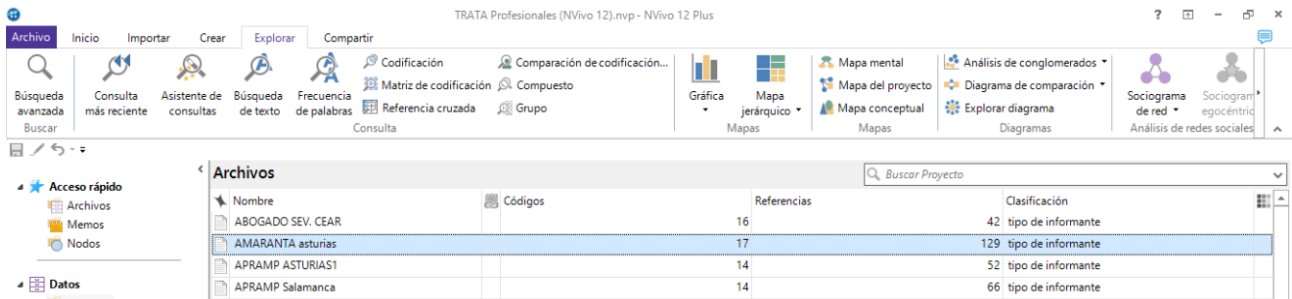 TRATA Profesionales (NVivo 12).nvp - NVivo 12 Plus
Archivo Inicio Importar Crear Explorar Compartir
Búsqueda avanzada
Consulta más reciente
Asistente de consultas
Búsqueda de texto
Frecuencia de palabras
Codificación
Matriz de codificación
Referencia cruzada
Comparación de codificación...
Compuesto
Grupo
Gráfica
Mapa jerárquico
Mapa mental
Mapa del proyecto
Mapa conceptual
Análisis de conglomerados
Diagrama de comparación
Explorar diagrama
Sociograma de red
Sociogram egocéntric
Buscar Consulta Mapas Mapas Diagramas Análisis de redes sociales
Archivos Buscar Proyecto
Acceso rápido
Archivos
Memos
Nodos
Datos
Nombre Códigos Referencias Clasificación
ABOGADO SEV. CEAR 16 42 tipo de informante
AMARANTA asturias 17 129 tipo de informante
APRAMP ASTURIAS1 14 52 tipo de informante
APRAMP Salamanca 14 66 tipo de informante